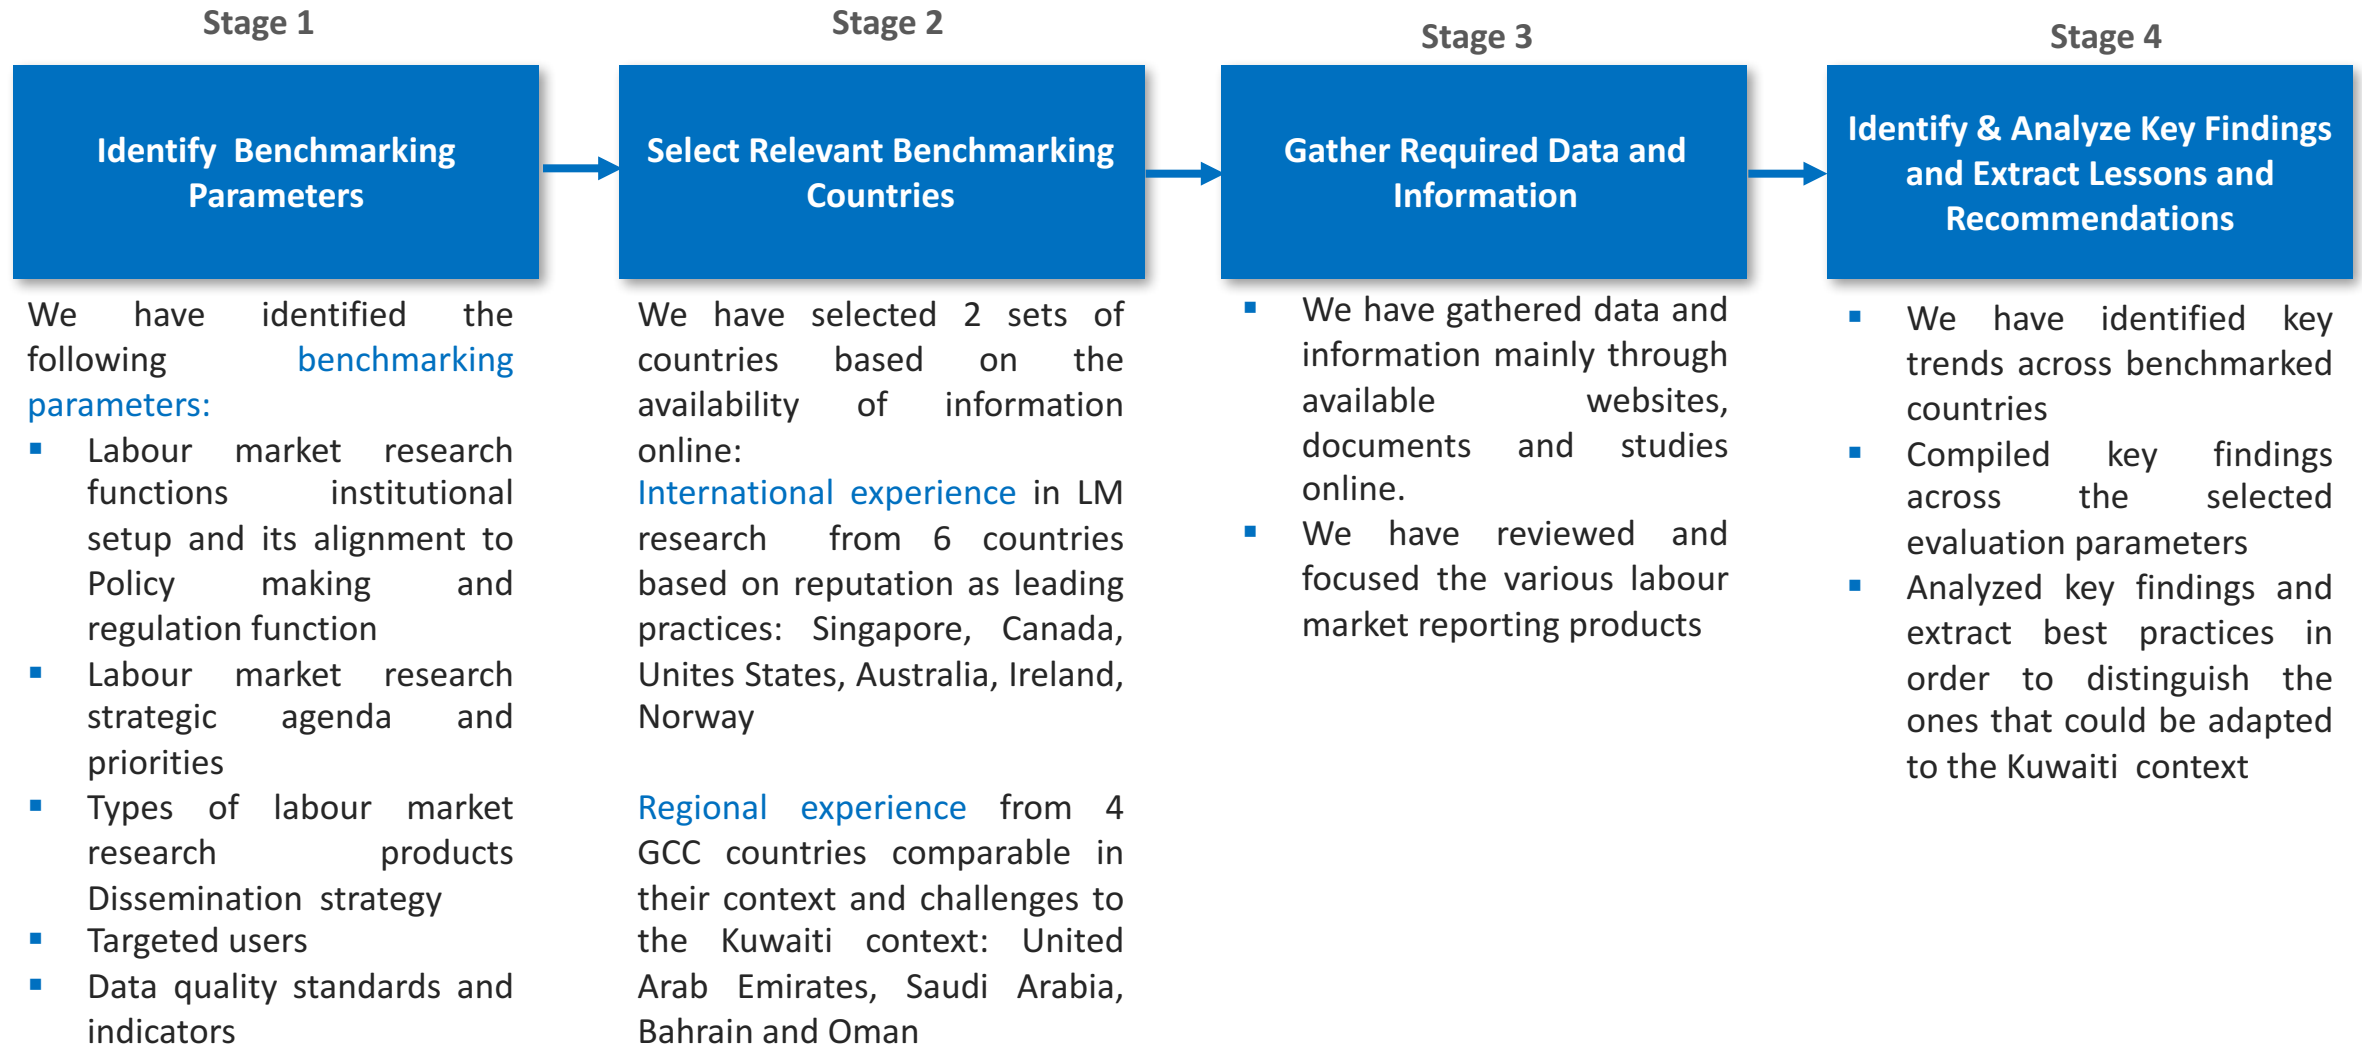 Stage 1
Identify Benchmarking
Parameters
We have identified the
following benchmarking
parameters:
▪ Labour market research
functions institutional
setup and its alignment to
Policy making and
regulation function
▪ Labour market research
strategic agenda and
priorities
▪ Types of labour market
research products
Dissemination strategy
▪ Targeted users
▪ Data quality standards and
indicators
Stage 2
Select Relevant Benchmarking
Countries
We have selected 2 sets of
countries based on the
availability of information
online:
International experience in LM
research from 6 countries
based on reputation as leading
practices: Singapore, Canada,
Unites States, Australia, Ireland,
Norway
Regional experience from 4
GCC countries comparable in
their context and challenges to
the Kuwaiti context: United
Arab Emirates, Saudi Arabia,
Bahrain and Oman
Stage 3
Gather Required Data and
Information
▪ We have gathered data and
information mainly through
available websites,
documents and studies
online.
▪ We have reviewed and
focused the various labour
market reporting products
Stage 4
Identify & Analyze Key Findings
and Extract Lessons and
Recommendations
▪ We have identified key
trends across benchmarked
countries
▪ Compiled key findings
across the selected
evaluation parameters
▪ Analyzed key findings and
extract best practices in
order to distinguish the
ones that could be adapted
to the Kuwaiti context